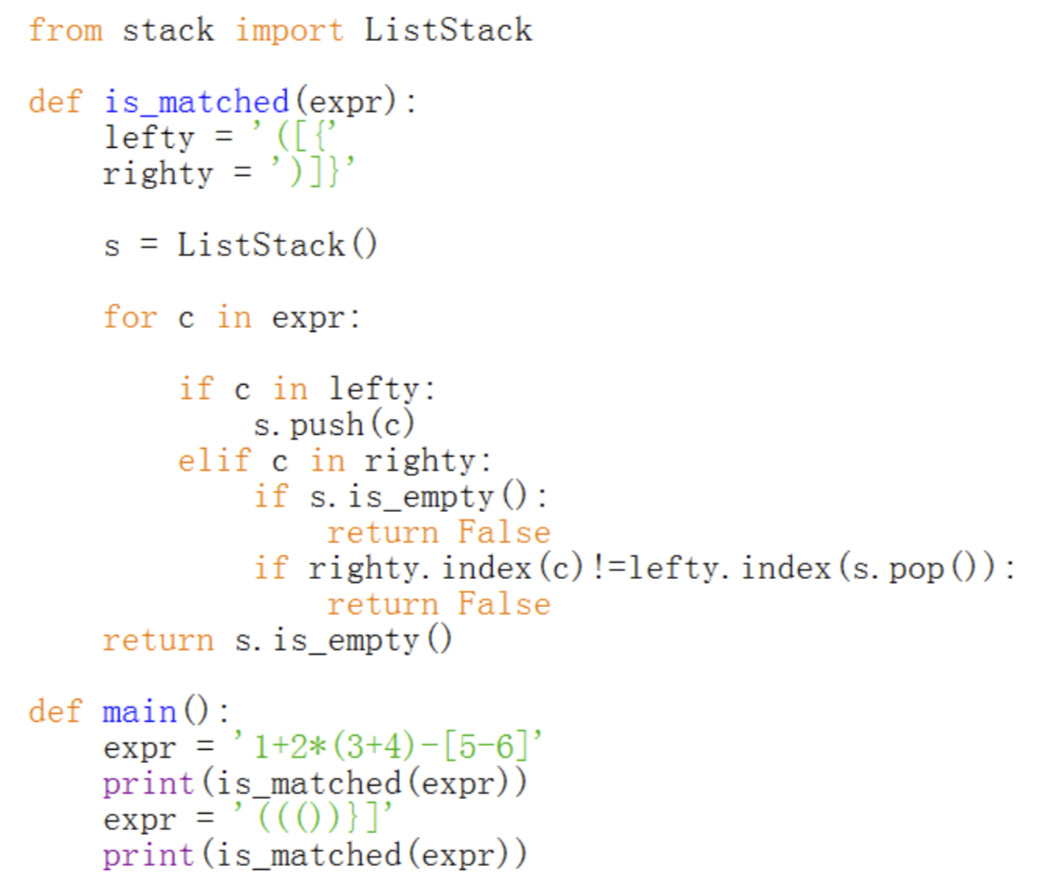 from stack import ListStack
def is_matched(expr):
    lefty = '([{'
    righty = ')]}'
    s = ListStack()
    for c in expr:
        if c in lefty:
            s.push(c)
        elif c in righty:
            if s.is_empty():
                return False
            if righty.index(c)!=lefty.index(s.pop()):
                return False
    return s.is_empty()
def main():
    expr = '1+2*(3+4)-[5-6]'
    print(is_matched(expr))
    expr = '((())}]'
    print(is_matched(expr))